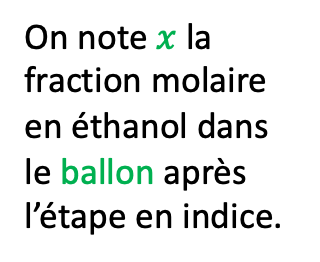 On note x la
fraction molaire
en éthanol dans
le ballon après
l’étape en indice.